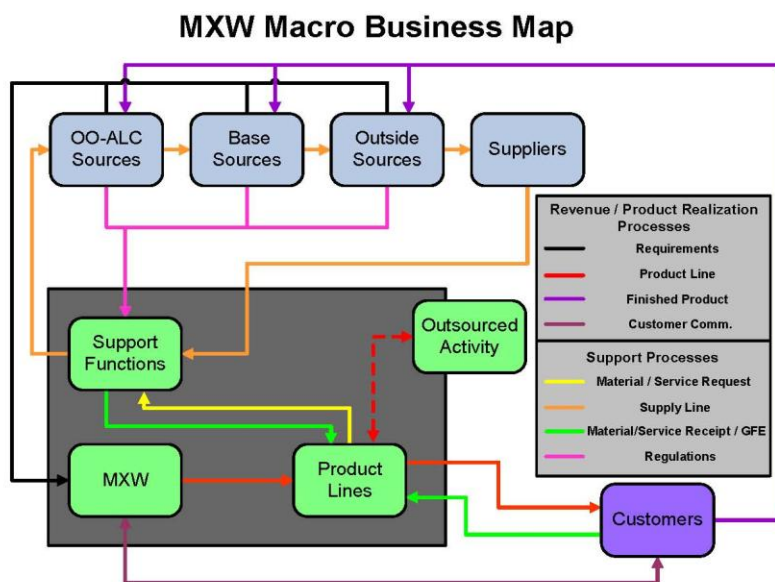 MXW Macro Business Map
OO-ALC
Sources
Base
Sources
Outside
Sources
Suppliers
Revenue / Product Realization
Processes
Requirements
Product Line
Finished Product
Customer Comm.
Support Processes
Material / Service Request
Supply Line
Material/Service Receipt / GFE
Regulations
Support
Functions
Outsourced
Activity
MXW
Product
Lines
Customers